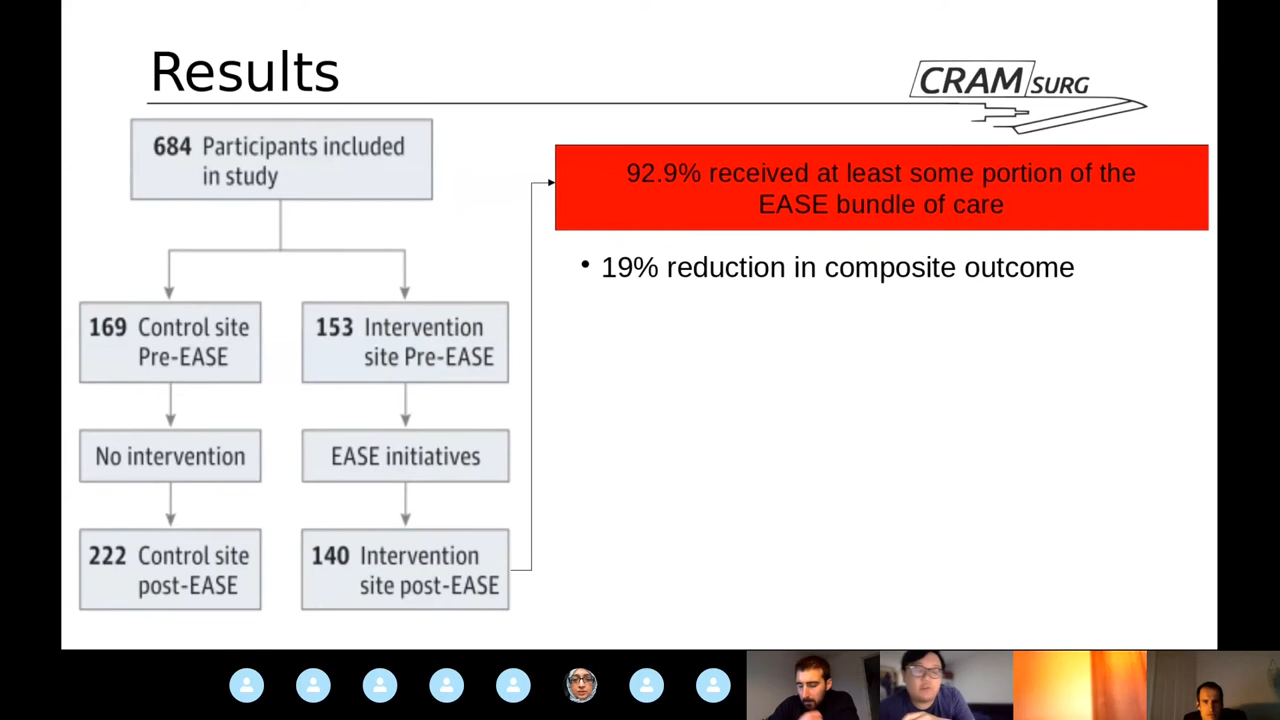 Results
CRAM SURG
684 Participants included
in study
92.9% received at least some portion of the
EASE bundle of care
• 19% reduction in composite outcome
169 Control site
Pre-EASE
153 Intervention
site Pre-EASE
No intervention
EASE initiatives
222 Control site
post-EASE
140 Intervention
site post-EASE